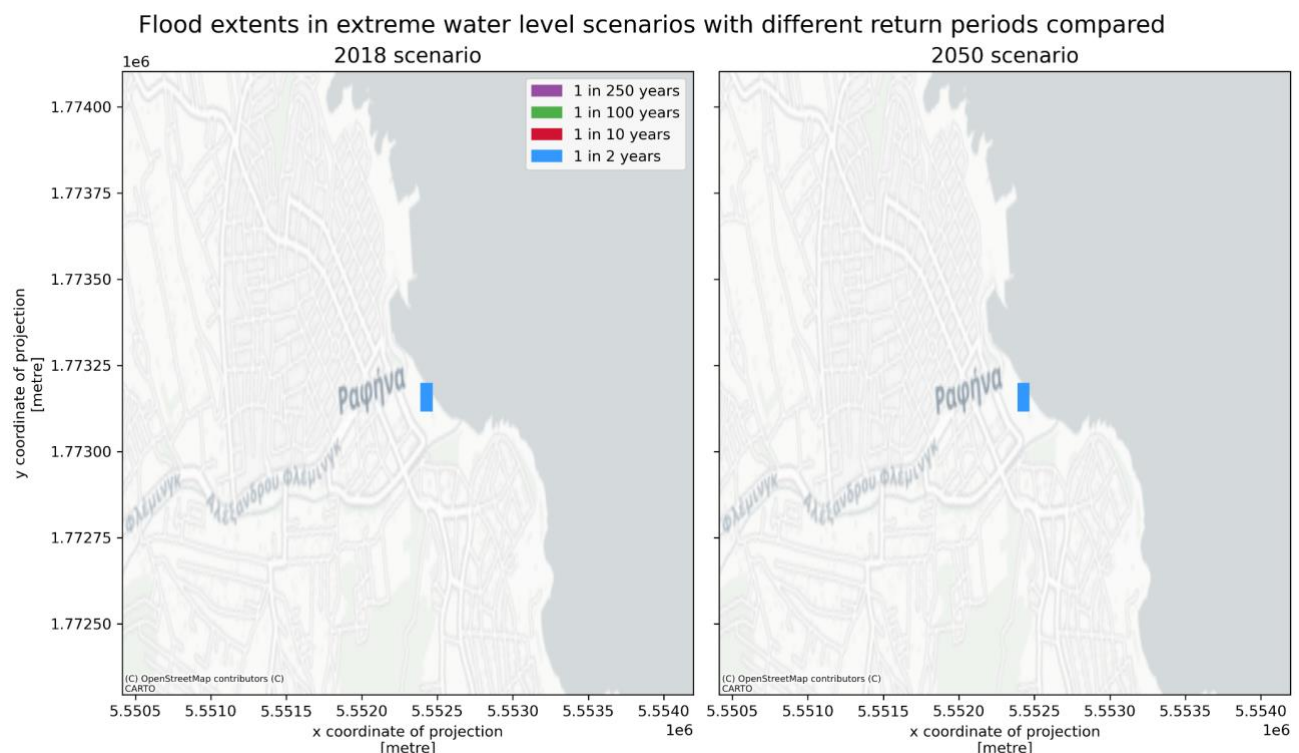 Flood extents in extreme water level scenarios with different return periods compared
2018 scenario
2050 scenario
1e6
1 in 250 years
1 in 100 years
1 in 10 years
1 in 2 years
1.77400
1.77375
1.77350
1.77325
1.77300
1.77275
1.77250
y coordinate of projection
[metre]
Ραφήνα
Φλέμινγκ
Αλεξάνδρου Φλέμινγκ
(C) OpenStreetMap contributors (C)
CARTO
5.5505 5.5510 5.5515 5.5520 5.5525 5.5530 5.5535 5.5540
1e6
x coordinate of projection
[metre]
Ραφήνα
Φλέμινγκ
Αλεξάνδρου Φλέμινγκ
(C) OpenStreetMap contributors (C)
CARTO
5.5505 5.5510 5.5515 5.5520 5.5525 5.5530 5.5535 5.5540
1e6
x coordinate of projection
[metre]